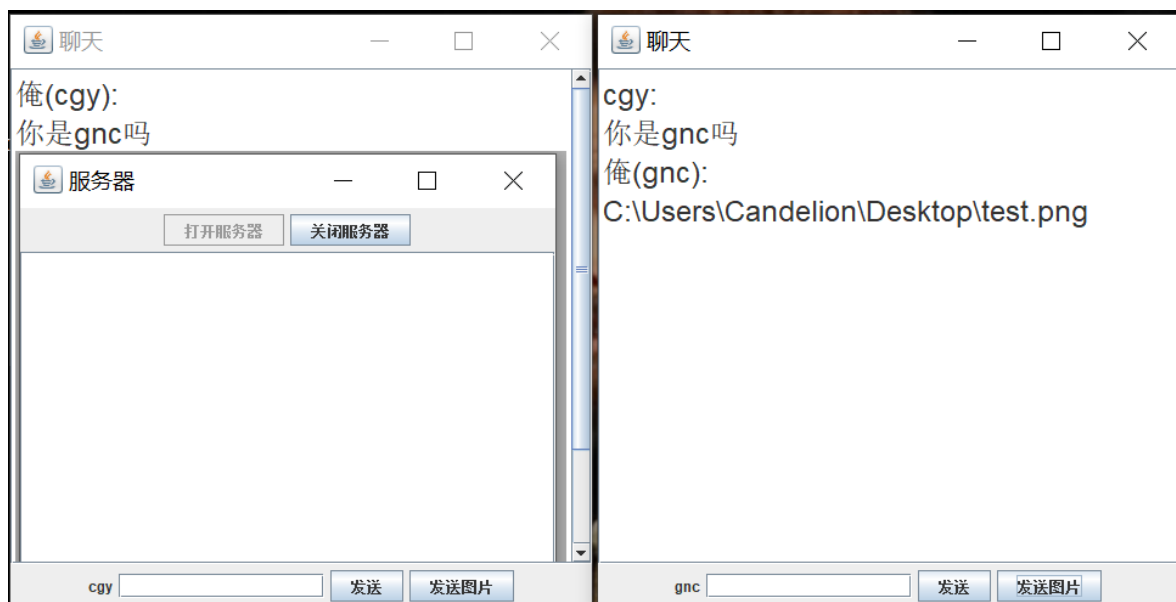 聊天
俺(cgy):
你是gnc吗
服务器
打开服务器 关闭服务器
cgy 发送 发送图片
聊天
cgy:
你是gnc吗
俺(gnc):
C:\Users\Candelion\Desktop\test.png
gnc 发送 发送图片